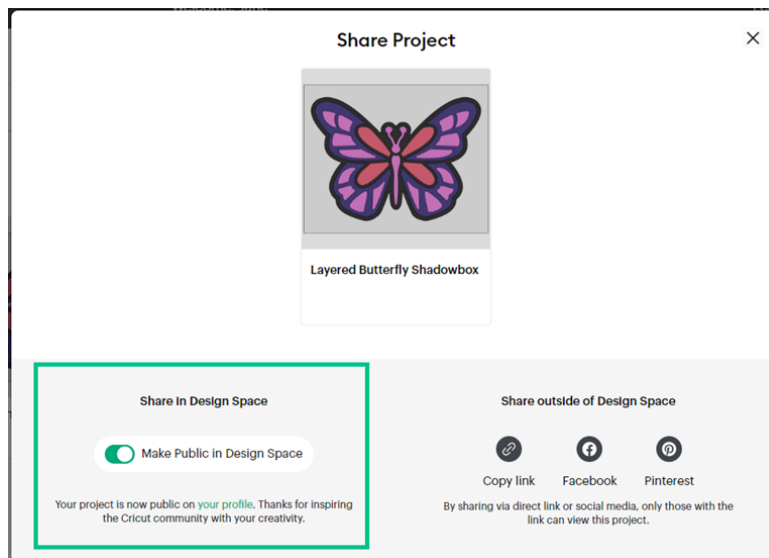 Share Project
Layered Butterfly Shadowbox
Share in Design Space
Make Public in Design Space
Your project is now public on your profile. Thanks for inspiring
the Cricut community with your creativity.
Share outside of Design Space
Copy link
Facebook
Pinterest
By sharing via direct link or social media, only those with the
link can view this project.